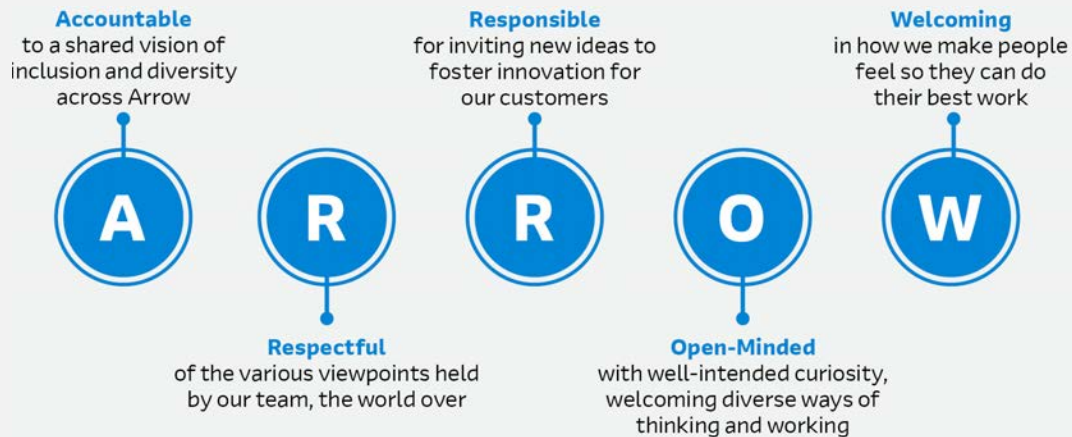 Accountable
to a shared vision of
inclusion and diversity
across Arrow
Responsible
for inviting new ideas to
foster innovation for
our customers
Welcoming
in how we make people
feel so they can do
their best work
A
R
R
O
W
Respectful
of the various viewpoints held
by our team, the world over
Open-Minded
with well-intended curiosity,
welcoming diverse ways of
thinking and working